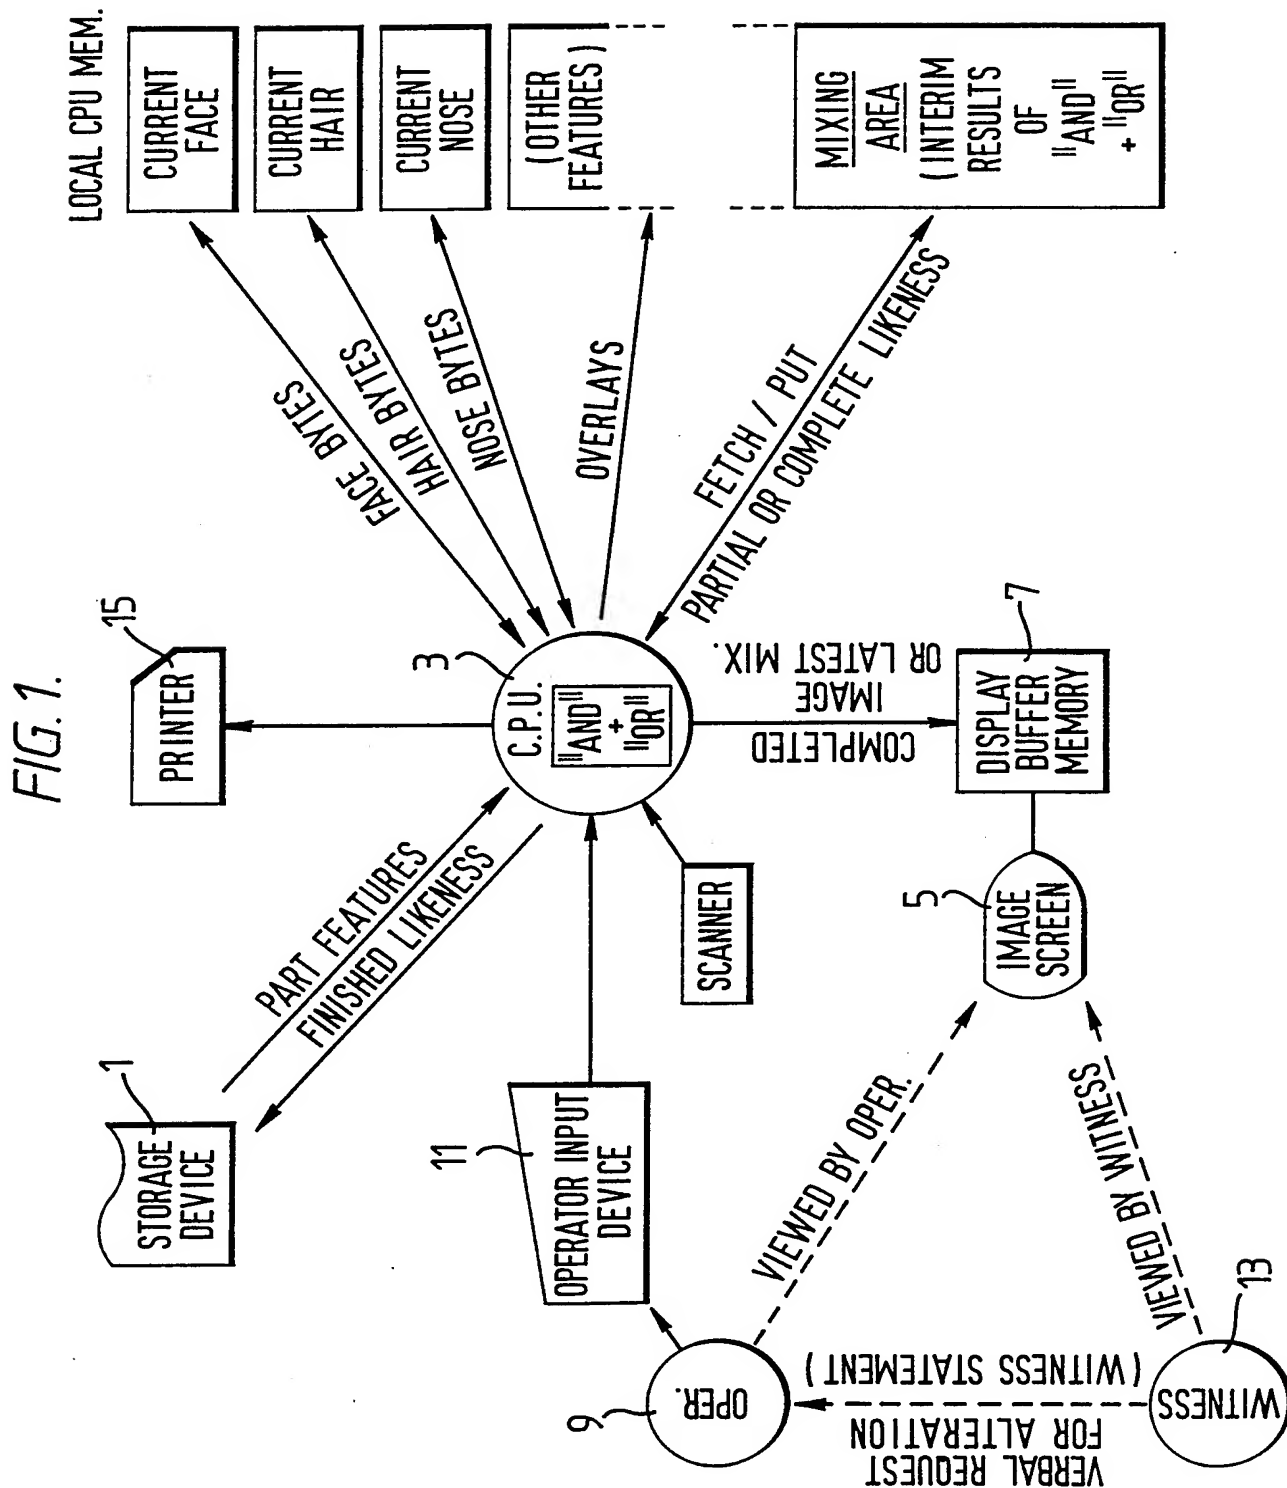 FIG. 1.
LOCAL CPU MEM.
CURRENT
FACE
CURRENT
HAIR
CURRENT
NOSE
(OTHER
FEATURES)
MIXING
AREA
(INTERIM
RESULTS
OF
"AND"
+ "OR"
FACE BYTES
HAIR BYTES
NOSE BYTES
OVERLAYS
FETCH / PUT
PARTIAL OR COMPLETE LIKENESS
15
PRINTER
3
C.P.U.
"AND"
+
"OR"
COMPLETED
IMAGE
OR LATEST MIX.
7
DISPLAY
BUFFER
MEMORY
PART FEATURES
FINISHED LIKENESS
1
STORAGE
DEVICE
11
OPERATOR INPUT
DEVICE
SCANNER
5
IMAGE
SCREEN
VIEWED BY OPER.
VIEWED BY WITNESS
9
OPER.
VERBAL REQUEST
FOR ALTERATION
(WITNESS STATEMENT)
13
WITNESS